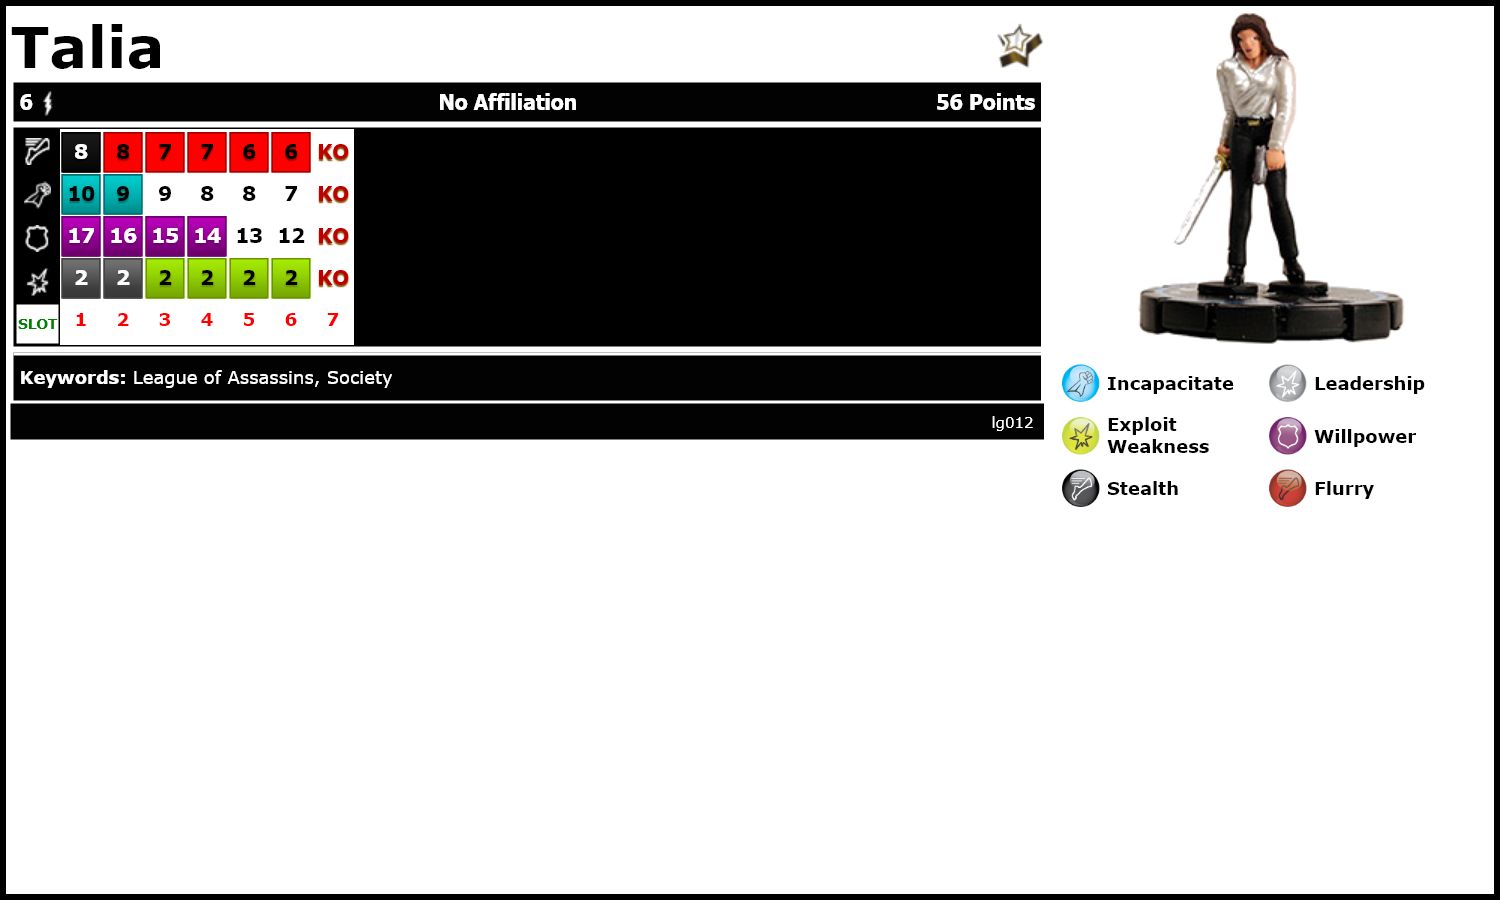 Talia
6 No Affiliation 56 Points
8 8 7 7 6 6 KO
10 9 9 8 8 7 KO
17 16 15 14 13 12 KO
2 2 2 2 2 2 KO
SLOT 1 2 3 4 5 6 7
Keywords: League of Assassins, Society
lg012
Incapacitate Leadership
Exploit
Weakness Willpower
Stealth Flurry